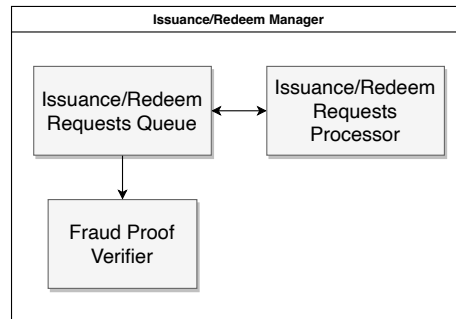 Issuance/Redeem Manager
Issuance/Redeem
Requests Queue
Issuance/Redeem
Requests
Processor
Fraud Proof
Verifier